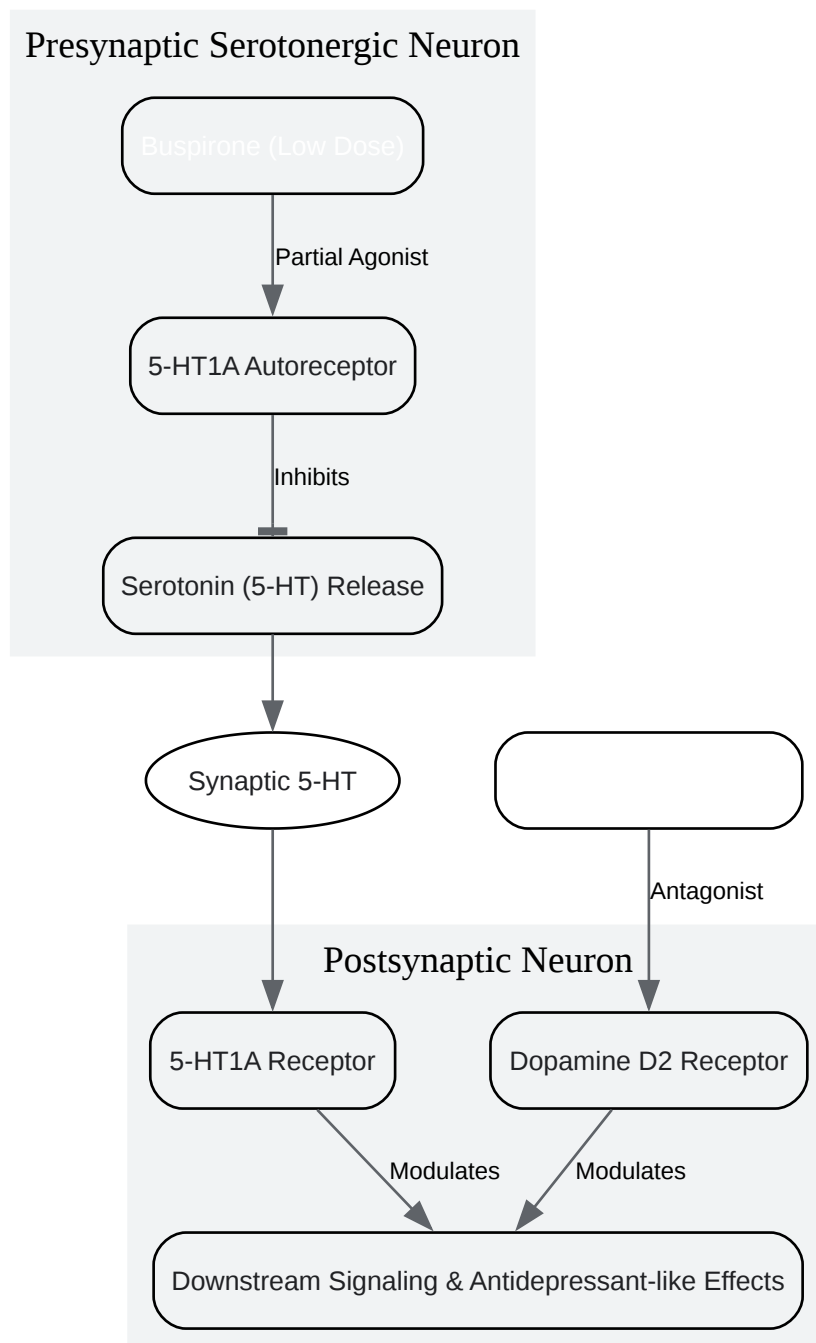 Presynaptic Serotonergic Neuron
Buspirone (Low Dose)
Partial Agonist
5-HT1A Autoreceptor
Inhibits
Serotonin (5-HT) Release
Synaptic 5-HT
Antagonist
Postsynaptic Neuron
5-HT1A Receptor
Dopamine D2 Receptor
Modulates
Modulates
Downstream Signaling & Antidepressant-like Effects